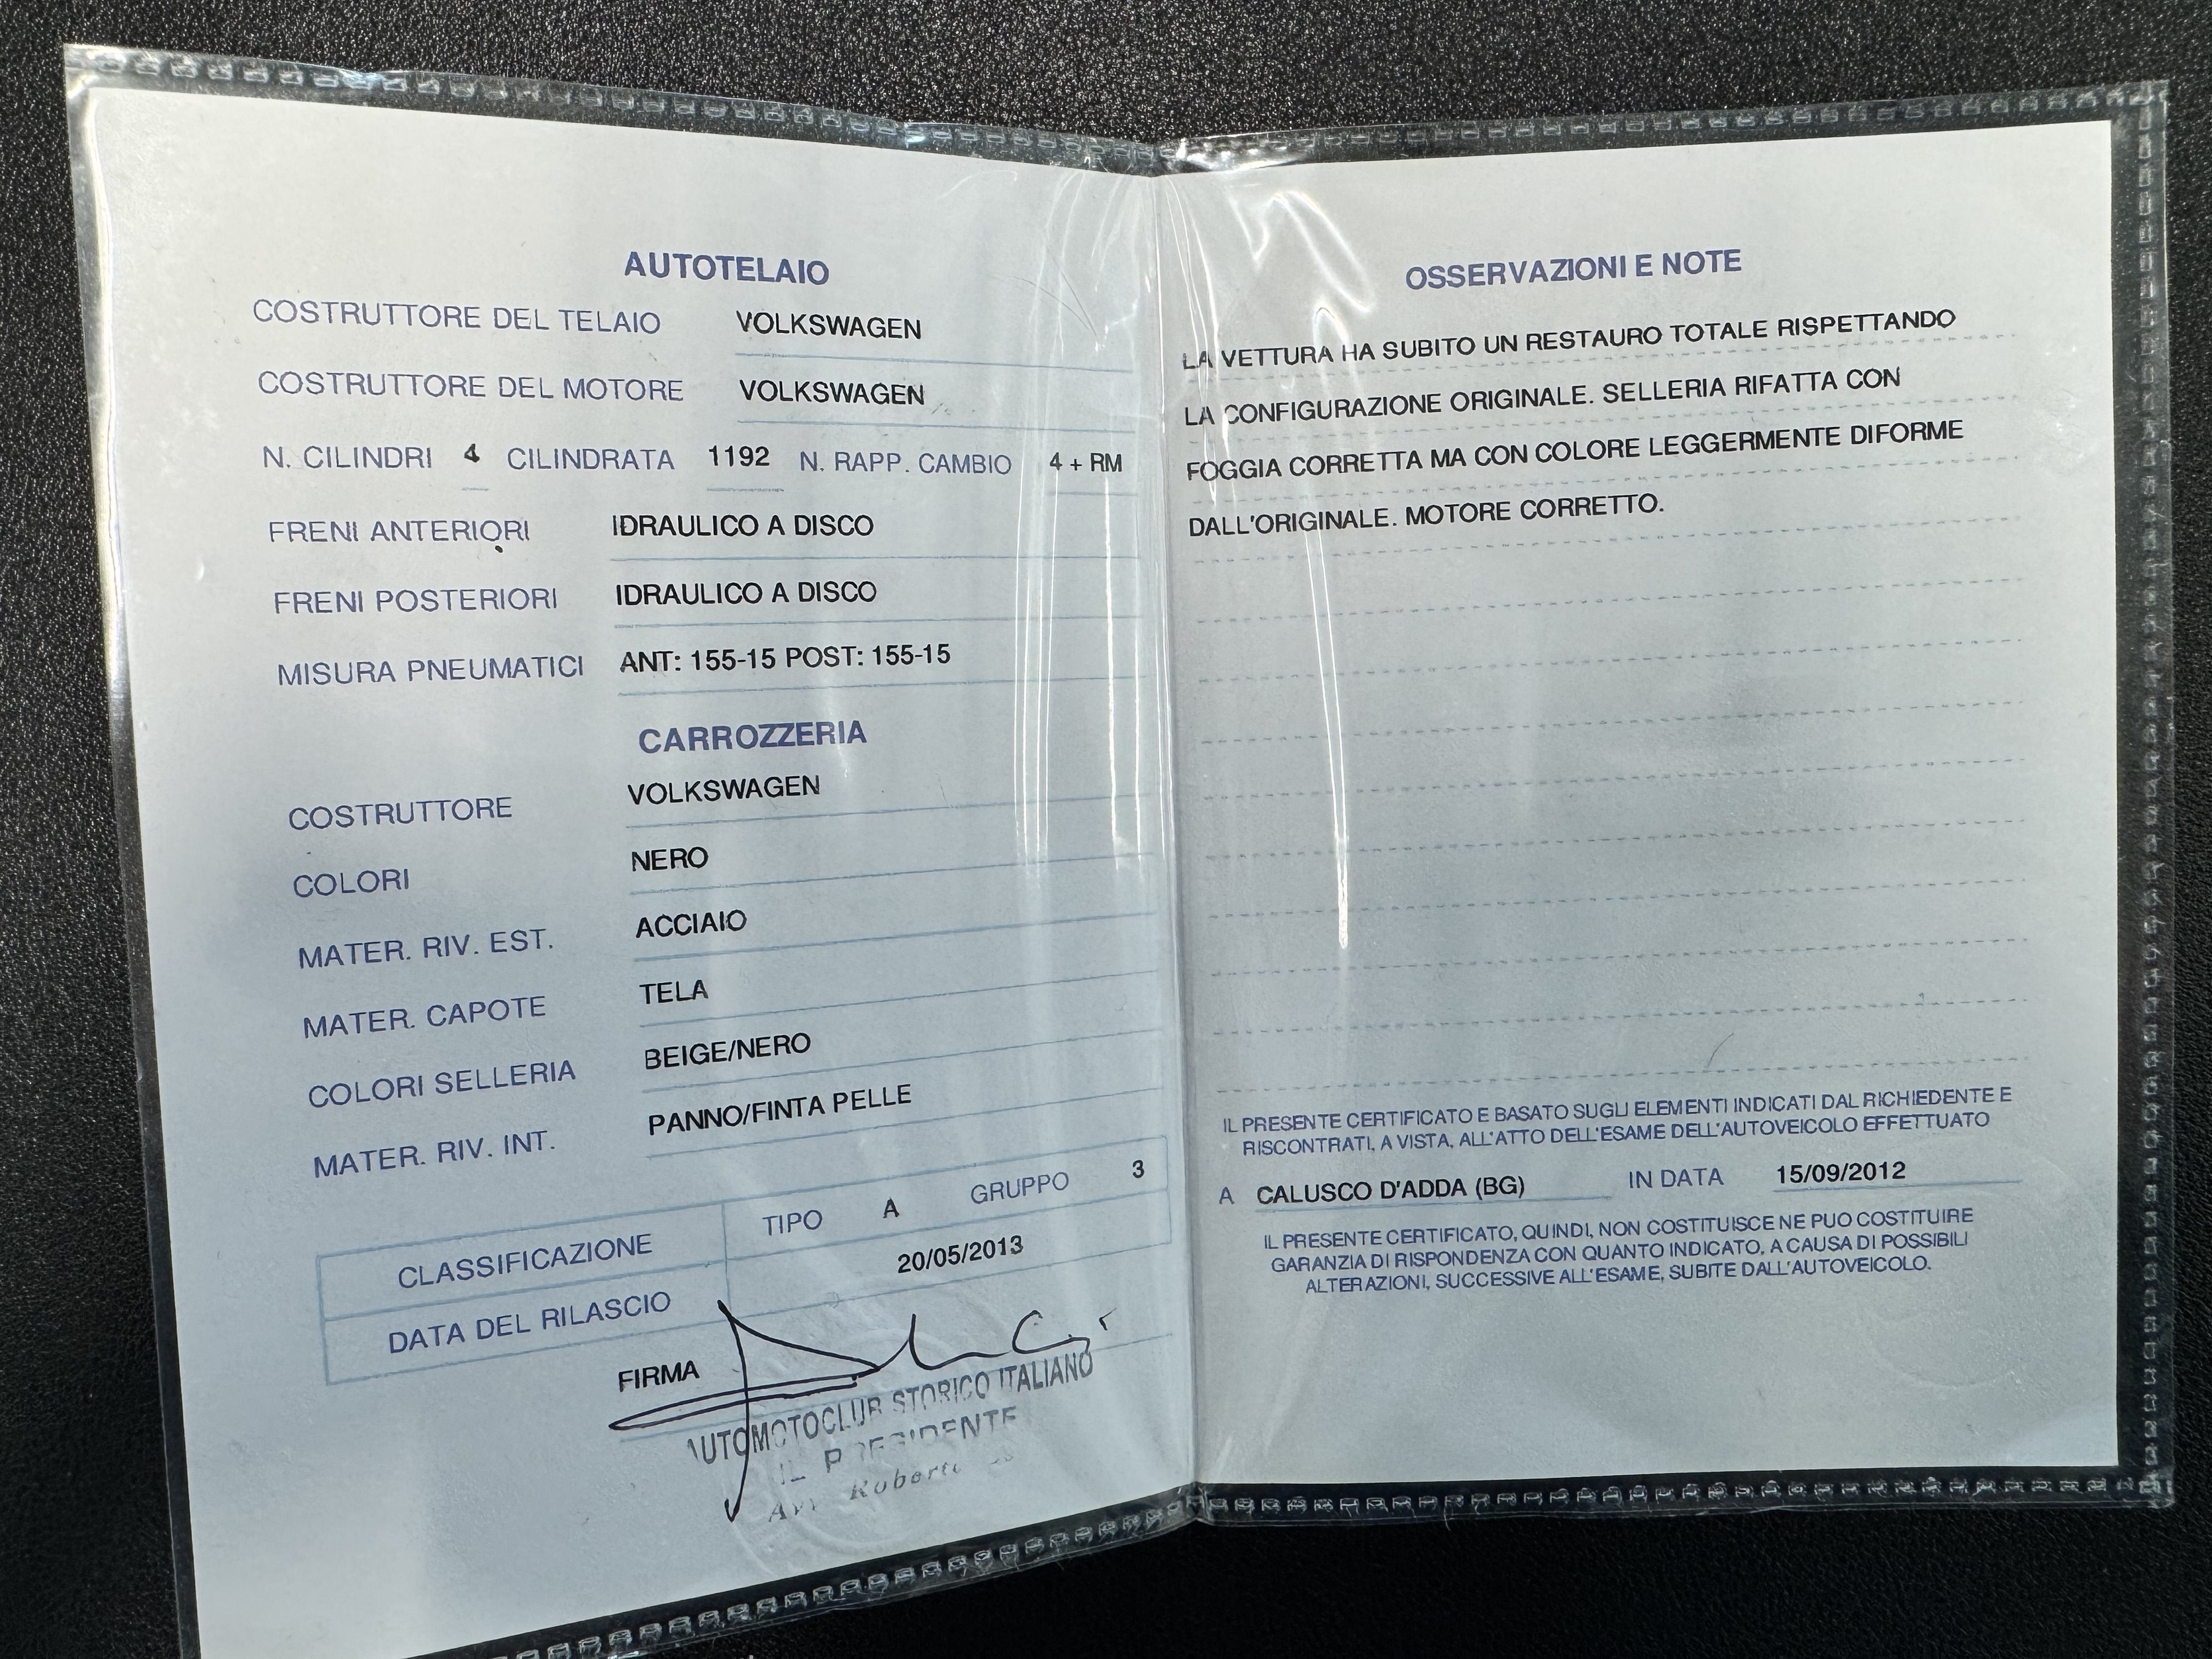 AUTOTELAIO
COSTRUTTORE DEL TELAIO VOLKSWAGEN
COSTRUTTORE DEL MOTORE VOLKSWAGEN
N. CILINDRI 4 CILINDRATA 1192 N. RAPP. CAMBIO 4 + RM
FRENI ANTERIORI IDRAULICO A DISCO
FRENI POSTERIORI IDRAULICO A DISCO
MISURA PNEUMATICI ANT: 155-15 POST: 155-15
CARROZZERIA
COSTRUTTORE VOLKSWAGEN
COLORI NERO
MATER. RIV. EST. ACCIAIO
MATER. CAPOTE TELA
COLORI SELLERIA BEIGE/NERO
MATER. RIV. INT. PANNO/FINTA PELLE
CLASSIFICAZIONE TIPO A GRUPPO 3
DATA DEL RILASCIO 20/05/2013
FIRMA
AUTOMOTOCLUB STORICO ITALIANO
IL PRESIDENTE
Avv. Roberto
OSSERVAZIONI E NOTE
LA VETTURA HA SUBITO UN RESTAURO TOTALE RISPETTANDO
LA CONFIGURAZIONE ORIGINALE. SELLERIA RIFATTA CON
FOGGIA CORRETTA MA CON COLORE LEGGERMENTE DIFORME
DALL'ORIGINALE. MOTORE CORRETTO.
IL PRESENTE CERTIFICATO E BASATO SUGLI ELEMENTI INDICATI DAL RICHIEDENTE E
RISCONTRATI, A VISTA, ALL'ATTO DELL'ESAME DELL'AUTOVEICOLO EFFETTUATO
A CALUSCO D'ADDA (BG) IN DATA 15/09/2012
IL PRESENTE CERTIFICATO, QUINDI, NON COSTITUISCE NE PUO COSTITUIRE
GARANZIA DI RISPONDENZA CON QUANTO INDICATO, A CAUSA DI POSSIBILI
ALTERAZIONI, SUCCESSIVE ALL'ESAME, SUBITE DALL'AUTOVEICOLO.